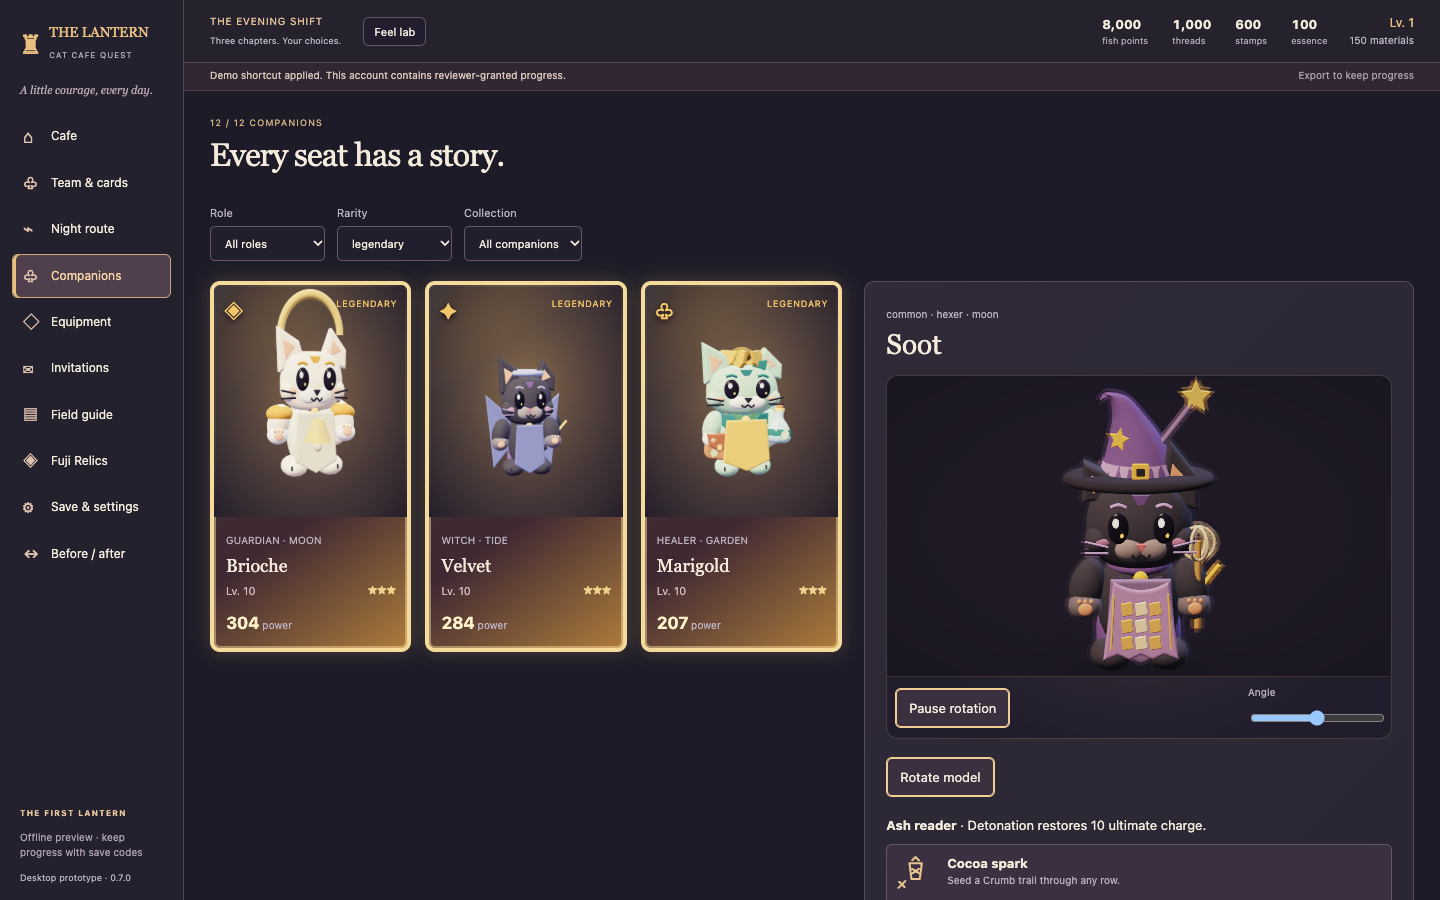 THE LANTERN
CAT CAFE QUEST
A little courage, every day.
Cafe
Team & cards
Night route
Companions
Equipment
Invitations
Field guide
Fuji Relics
Save & settings
Before / after
THE FIRST LANTERN
Offline preview · keep
progress with save codes
Desktop prototype · 0.7.0
THE EVENING SHIFT
Three chapters. Your choices.
Feel lab
8,000
fish points
1,000
threads
600
stamps
100
essence
Lv. 1
150 materials
Demo shortcut applied. This account contains reviewer-granted progress.
Export to keep progress
12 / 12 COMPANIONS
Every seat has a story.
Role
Rarity
Collection
All roles
legendary
All companions
LEGENDARY
GUARDIAN · MOON
Brioche
Lv. 10
304 power
LEGENDARY
WITCH · TIDE
Velvet
Lv. 10
284 power
LEGENDARY
HEALER · GARDEN
Marigold
Lv. 10
207 power
common · hexer · moon
Soot
Pause rotation
Angle
Rotate model
Ash reader · Detonation restores 10 ultimate charge.
Cocoa spark
Seed a Crumb trail through any row.